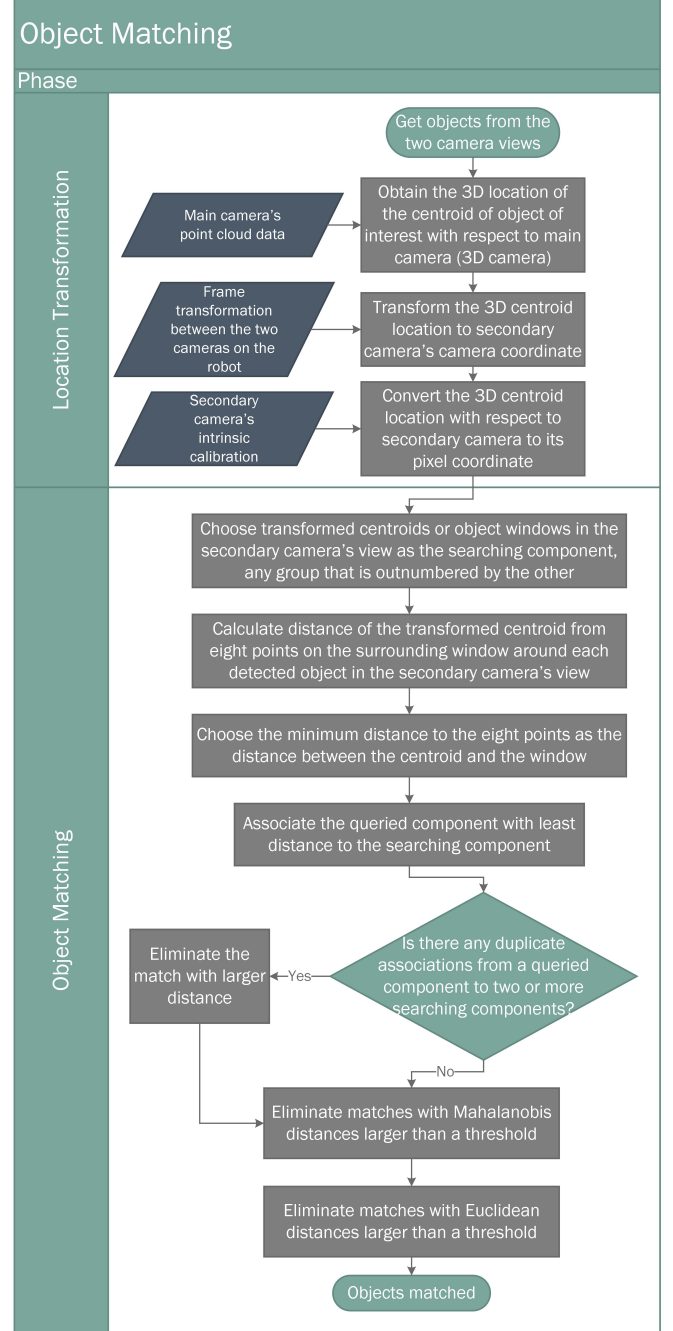 Object Matching
Phase
Location Transformation
Get objects from the
two camera views
Main camera's
point cloud data
Obtain the 3D location of
the centroid of object of
interest with respect to main
camera (3D camera)
Frame
transformation
between the two
cameras on the
robot
Transform the 3D centroid
location to secondary
camera's camera coordinate
Secondary
camera's
intrinsic
calibration
Convert the 3D centroid
location with respect to
secondary camera to its
pixel coordinate
Object Matching
Choose transformed centroids or object windows in the
secondary camera's view as the searching component,
any group that is outnumbered by the other
Calculate distance of the transformed centroid from
eight points on the surrounding window around each
detected object in the secondary camera's view
Choose the minimum distance to the eight points as the
distance between the centroid and the window
Associate the queried component with least
distance to the searching component
Is there any duplicate
associations from a queried
component to two or more
searching components?
Yes
Eliminate the
match with larger
distance
No
Eliminate matches with Mahalanobis
distances larger than a threshold
Eliminate matches with Euclidean
distances larger than a threshold
Objects matched